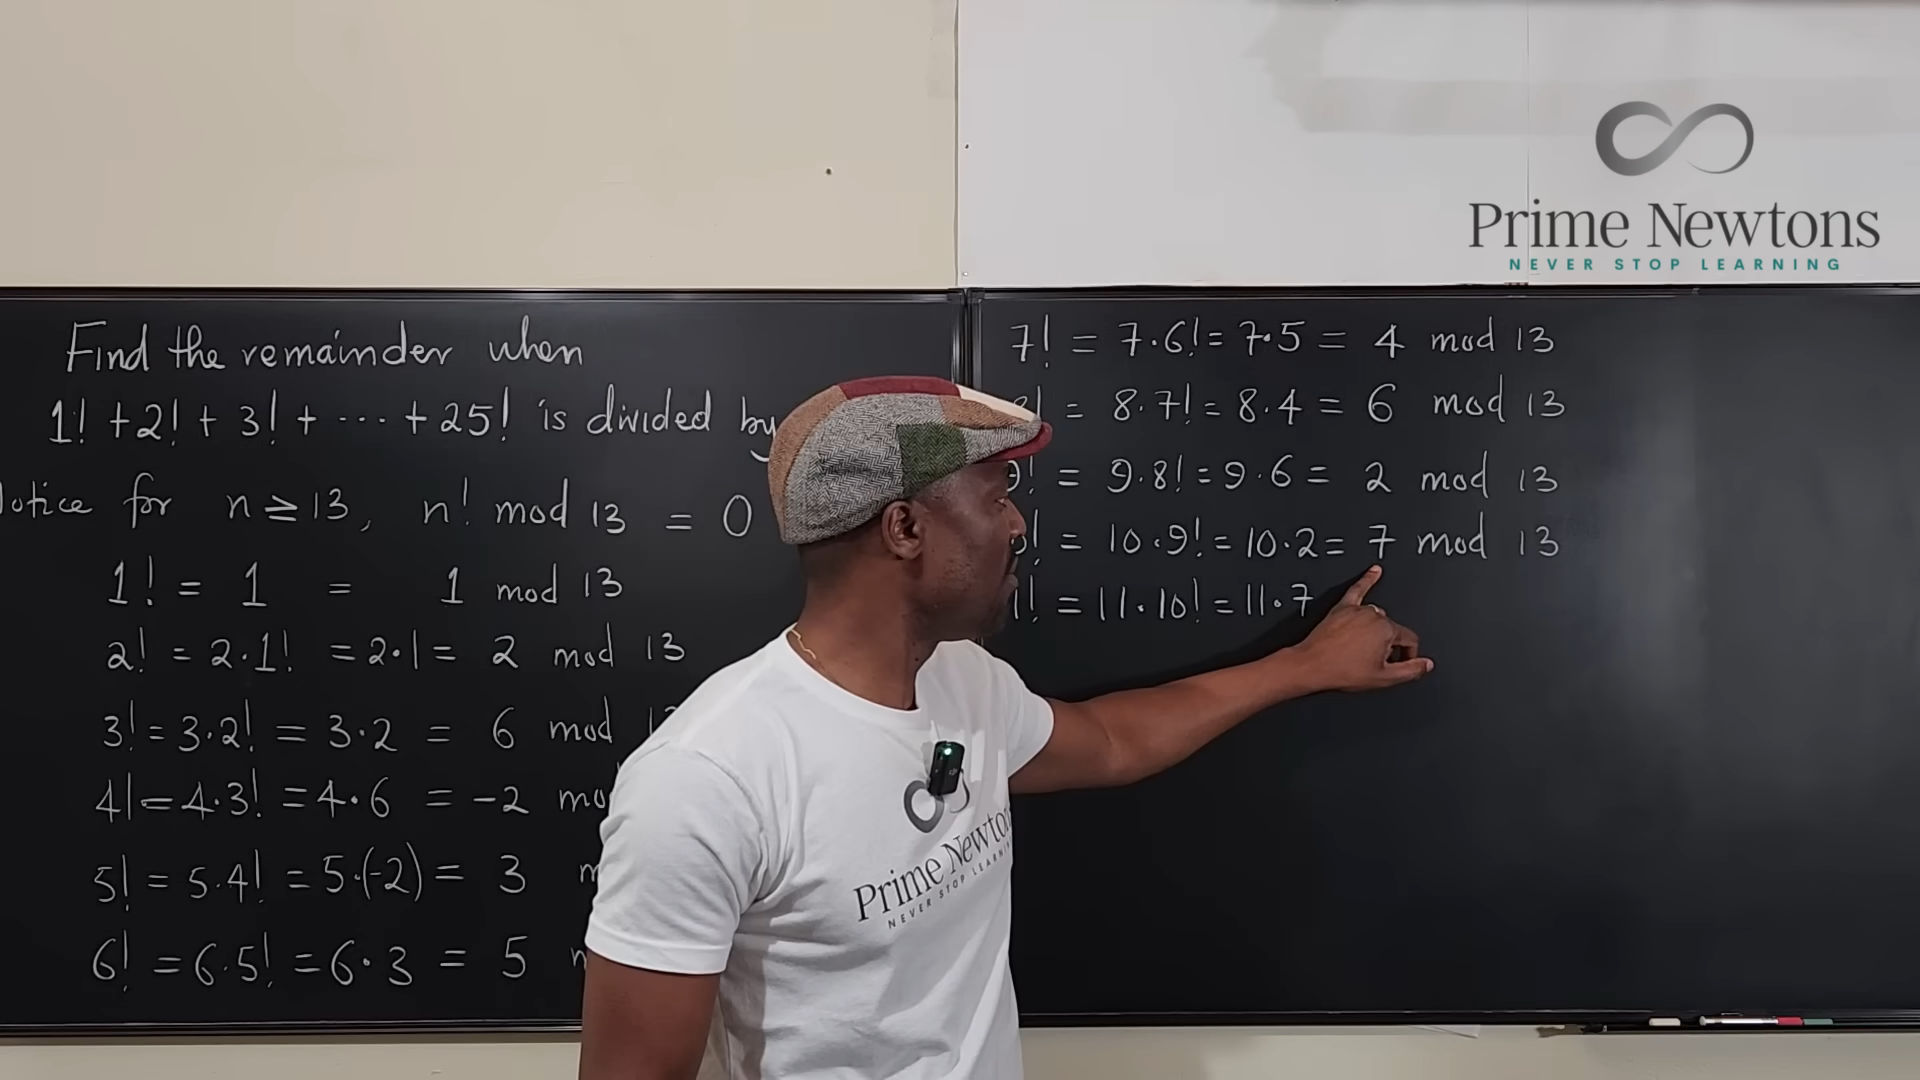 Prime Newtons
NEVER STOP LEARNING
Find the remainder when
1! + 2! + 3! + ··· + 25! is divided by
for n ≥ 13, n! mod 13 = 0
1! = 1 = 1 mod 13
2! = 2·1! = 2·1 = 2 mod 13
3! = 3·2! = 3·2 = 6 mod
4! = 4·3! = 4·6 = -2
5! = 5·4! = 5·(-2) = 3
6! = 6·5! = 6·3 = 5
7! = 7·6! = 7·5 = 4 mod 13
! = 8·7! = 8·4 = 6 mod 13
! = 9·8! = 9·6 = 2 mod 13
! = 10·9! = 10·2 = 7 mod 13
1! = 11·10! = 11·7
Prime Newtons
NEVER STOP LEARNING